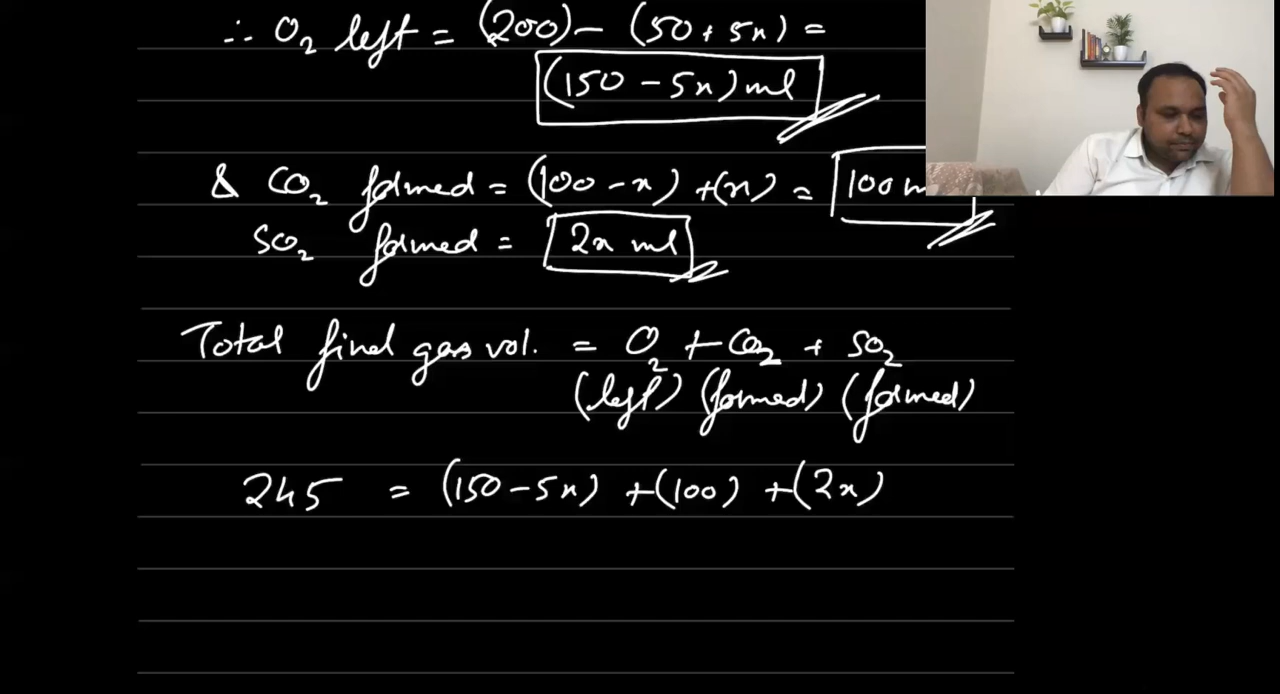 ∴ O₂ left = (200) - (50 + 5x) =
(150 - 5x) ml
& CO₂ formed = (100 - x) + (x) = 100 m
SO₂ formed = 2x ml
Total final gas vol. = O₂ + CO₂ + SO₂
(left) (formed) (formed)
245 = (150 - 5x) + (100) + (2x)